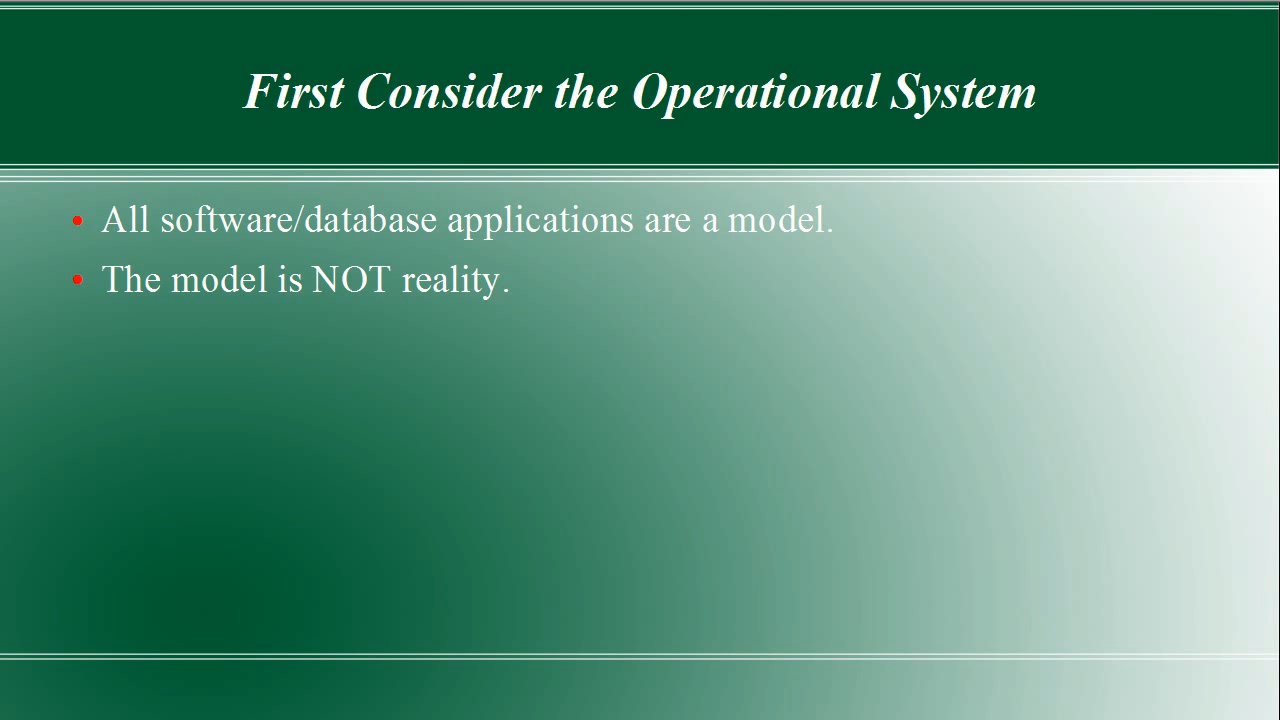 First Consider the Operational System
• All software/database applications are a model.
• The model is NOT reality.